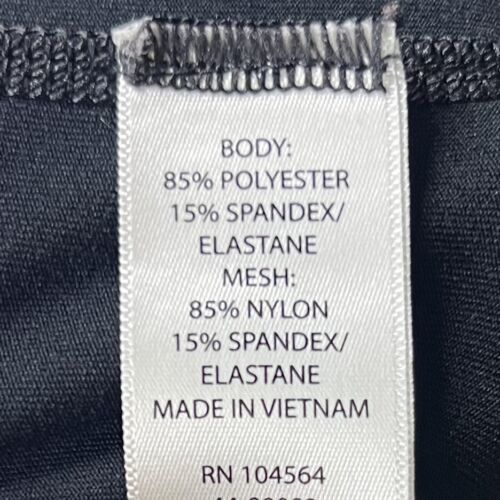 BODY:
85% POLYESTER
15% SPANDEX/
ELASTANE
MESH:
85% NYLON
15% SPANDEX/
ELASTANE
MADE IN VIETNAM
RN 104564